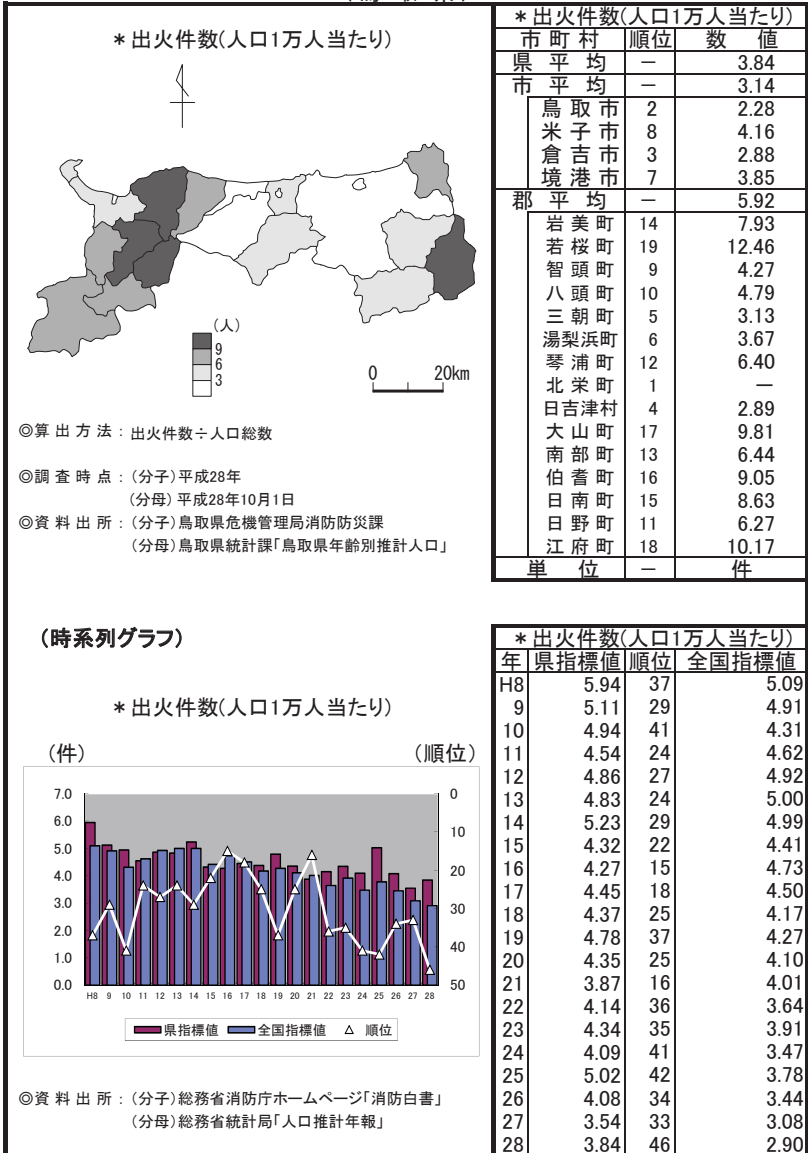 ＊出火件数(人口1万人当たり)
(人)
9
6
3
0 20km
◎算出方法：出火件数÷人口総数
◎調査時点：(分子)平成28年
(分母)平成28年10月1日
◎資料出所：(分子)鳥取県危機管理局消防防災課
(分母)鳥取県統計課「鳥取県年齢別推計人口」
＊出火件数(人口1万人当たり)
市町村 順位 数値
県平均 － 3.84
市平均 － 3.14
鳥取市 2 2.28
米子市 8 4.16
倉吉市 3 2.88
境港市 7 3.85
郡平均 － 5.92
岩美町 14 7.93
若桜町 19 12.46
智頭町 9 4.27
八頭町 10 4.79
三朝町 5 3.13
湯梨浜町 6 3.67
琴浦町 12 6.40
北栄町 1 －
日吉津村 4 2.89
大山町 17 9.81
南部町 13 6.44
伯耆町 16 9.05
日南町 15 8.63
日野町 11 6.27
江府町 18 10.17
単位 － 件
(時系列グラフ)
＊出火件数(人口1万人当たり)
(件) (順位)
7.0 0
6.0 10
5.0 20
4.0
3.0 30
2.0 40
1.0
0.0 50
H8 9 10 11 12 13 14 15 16 17 18 19 20 21 22 23 24 25 26 27 28
県指標値 全国指標値 順位
◎資料出所：(分子)総務省消防庁ホームページ「消防白書」
(分母)総務省統計局「人口推計年報」
＊出火件数(人口1万人当たり)
年 県指標値 順位 全国指標値
H8 5.94 37 5.09
9 5.11 29 4.91
10 4.94 41 4.31
11 4.54 24 4.62
12 4.86 27 4.92
13 4.83 24 5.00
14 5.23 29 4.99
15 4.32 22 4.41
16 4.27 15 4.73
17 4.45 18 4.50
18 4.37 25 4.17
19 4.78 37 4.27
20 4.35 25 4.10
21 3.87 16 4.01
22 4.14 36 3.64
23 4.34 35 3.91
24 4.09 41 3.47
25 5.02 42 3.78
26 4.08 34 3.44
27 3.54 33 3.08
28 3.84 46 2.90